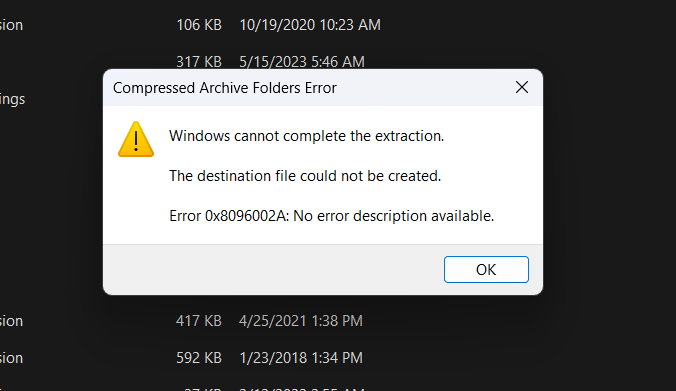 sion 106 KB 10/19/2020 10:23 AM
317 KB 5/15/2023 5:46 AM
ings
Compressed Archive Folders Error
Windows cannot complete the extraction.
The destination file could not be created.
Error 0x8096002A: No error description available.
OK
sion 417 KB 4/25/2021 1:38 PM
sion 592 KB 1/23/2018 1:34 PM